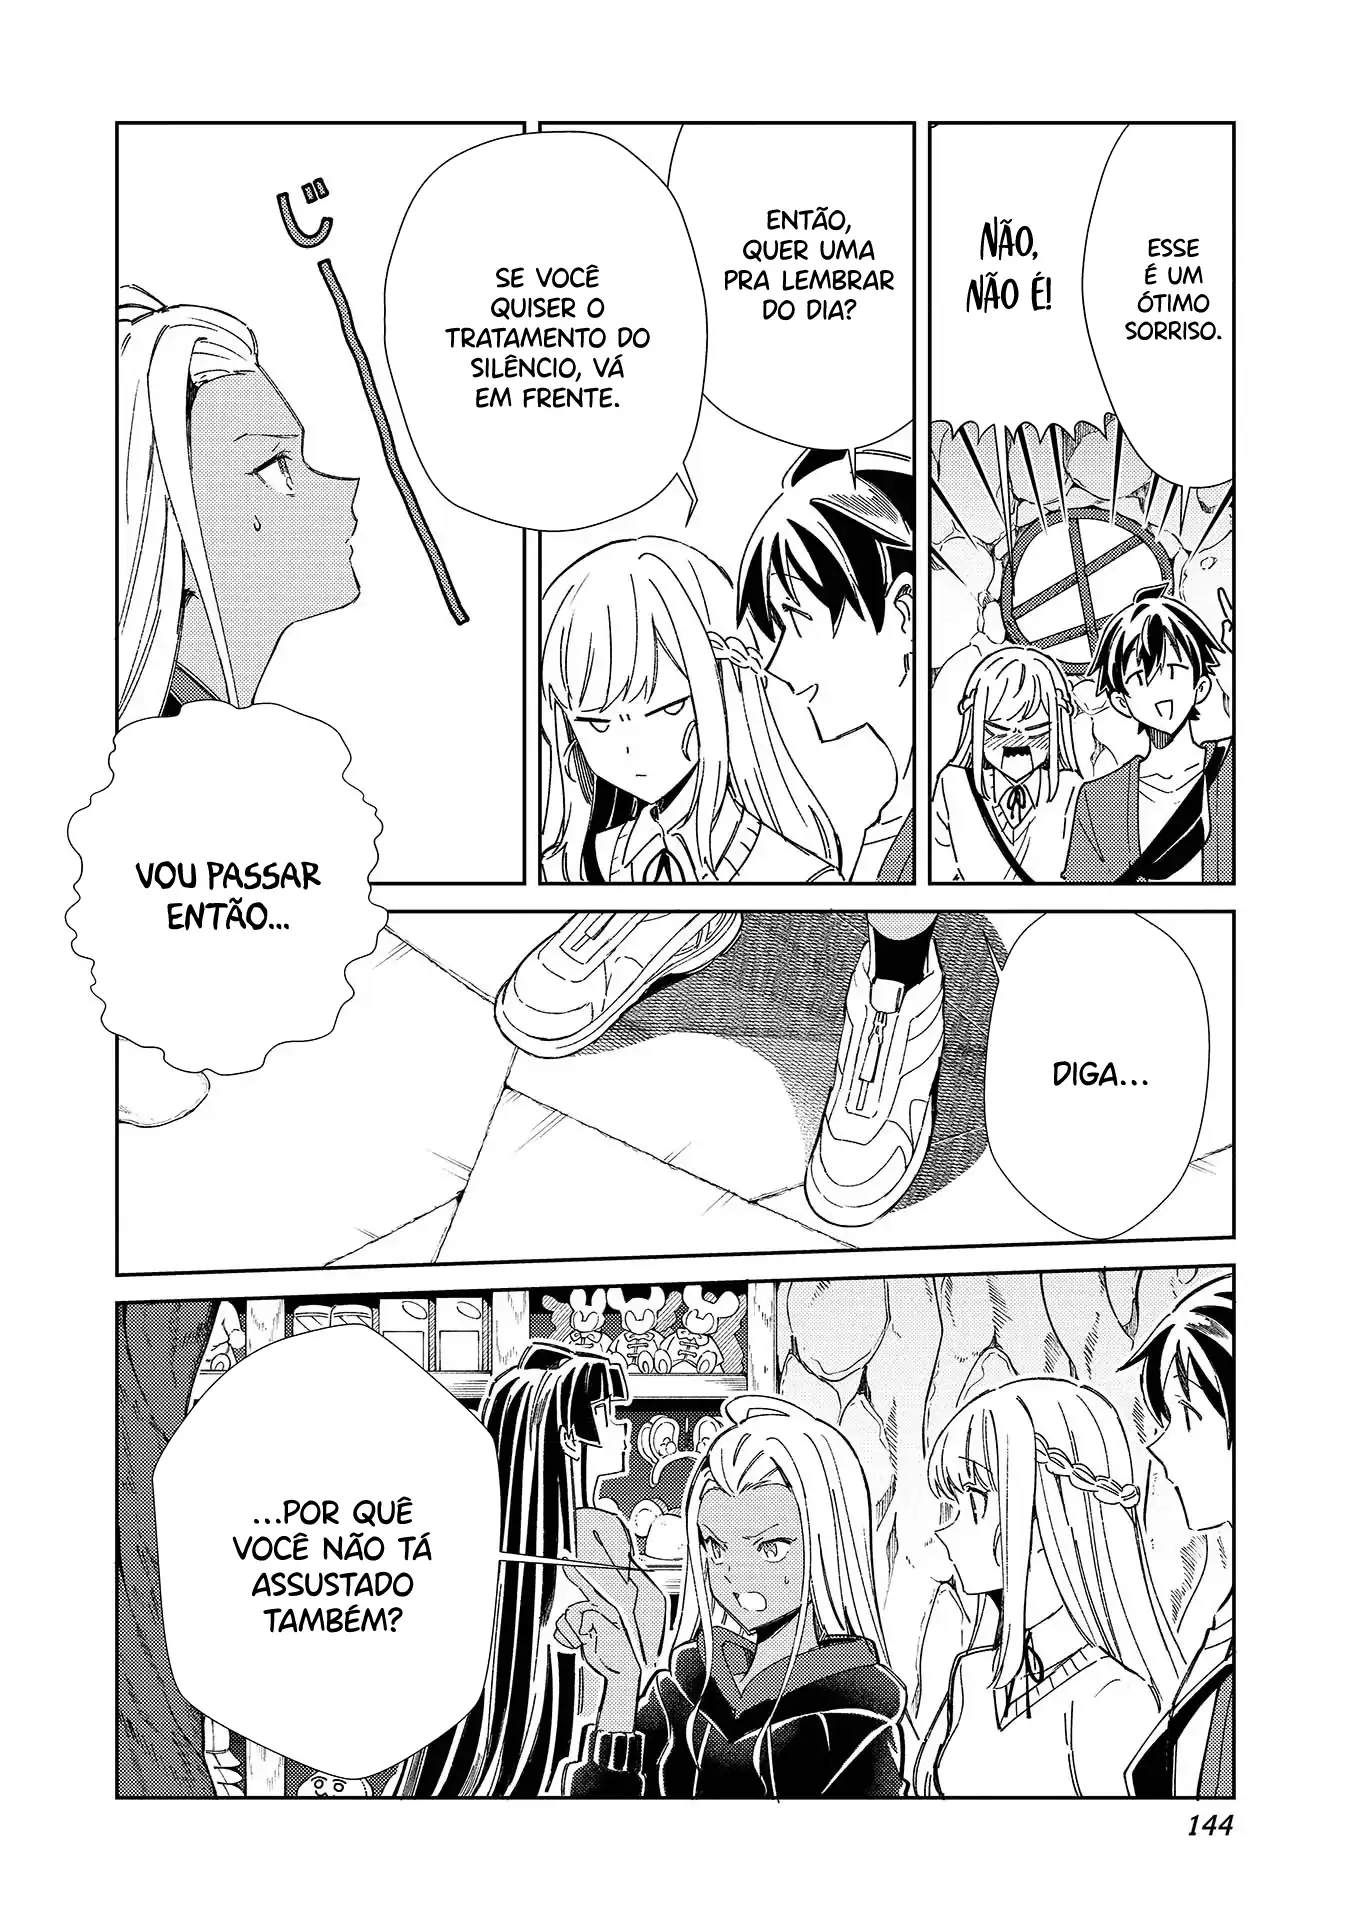 ESSE
É UM
ÓTIMO
SORRISO.
NÃO,
NÃO É!
ENTÃO,
QUER UMA
PRA LEMBRAR
DO DIA?
SE VOCÊ
QUISER O
TRATAMENTO DO
SILÊNCIO, VÁ
EM FRENTE.
じー
VOU PASSAR
ENTÃO...
DIGA...
...POR QUÊ
VOCÊ NÃO TÁ
ASSUSTADO
TAMBÉM?
144